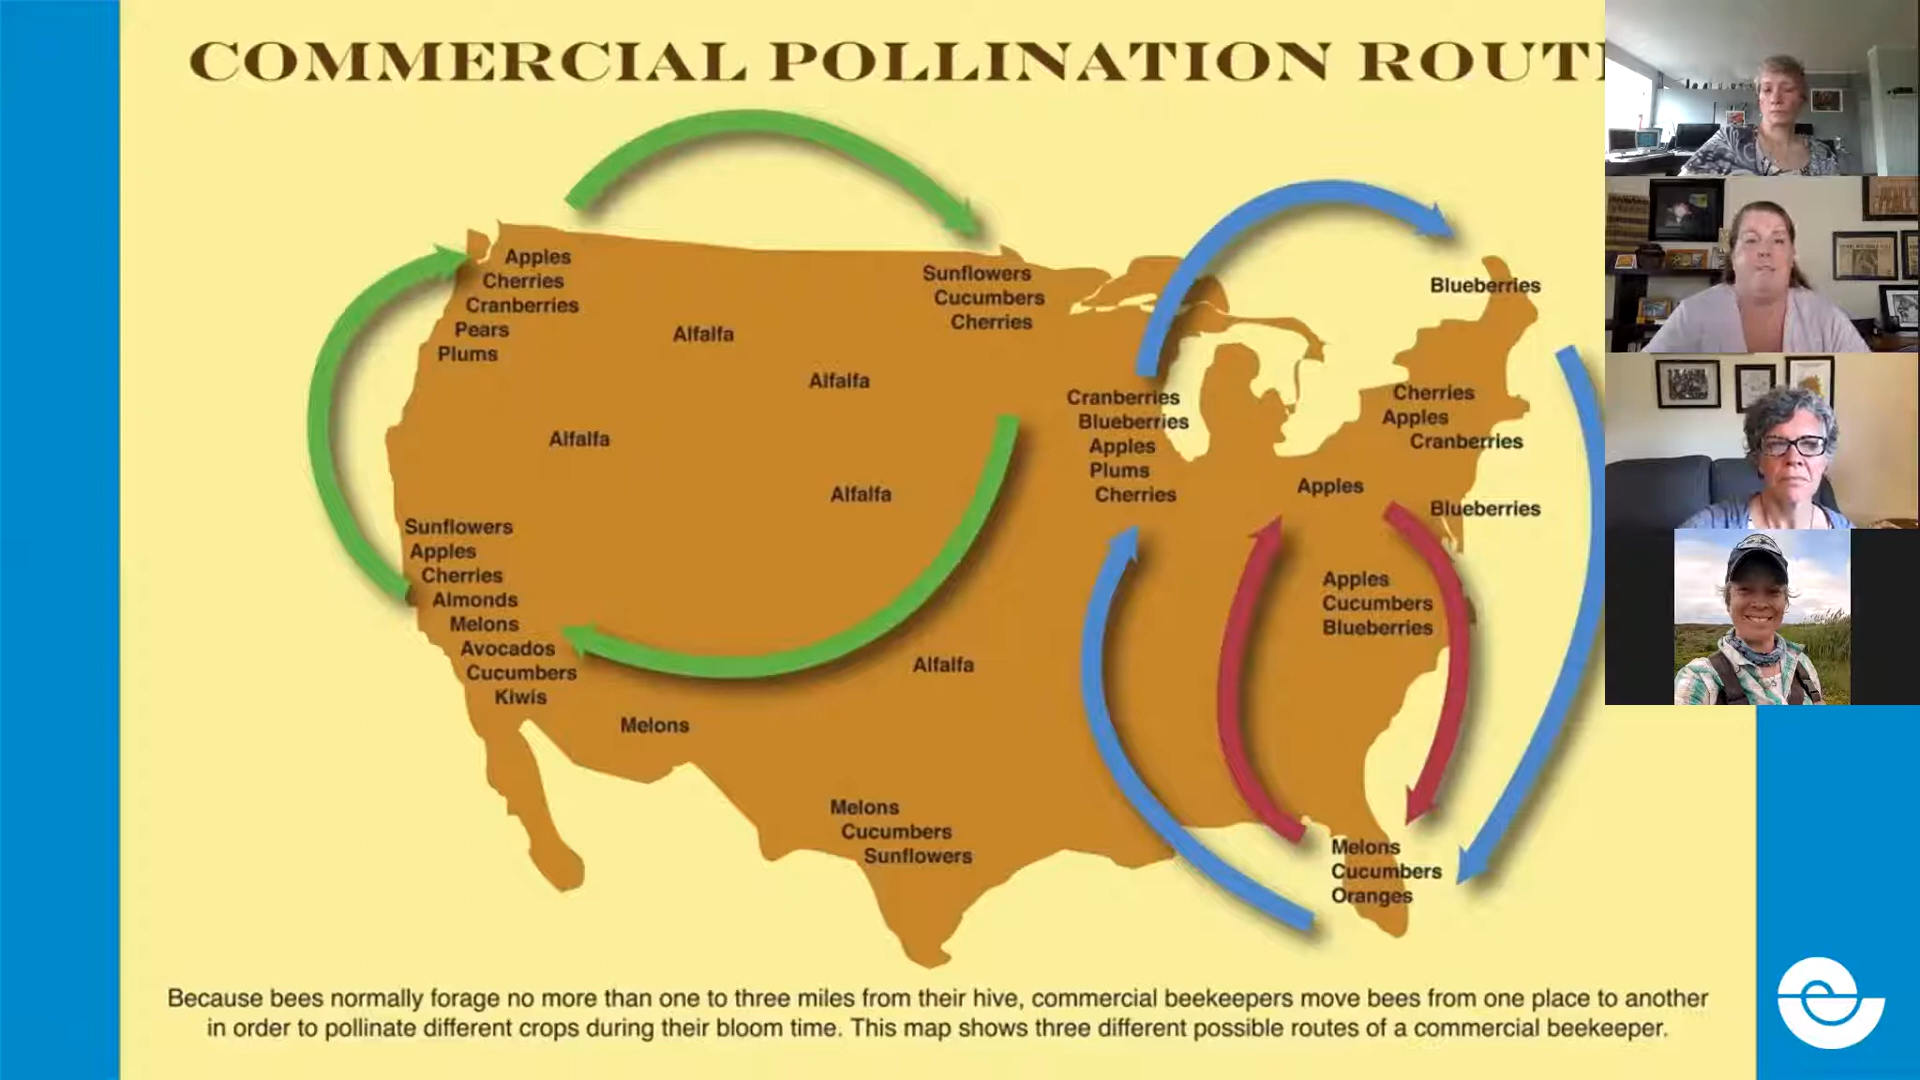 COMMERCIAL POLLINATION ROUT
Apples
Cherries
Cranberries
Pears
Plums
Alfalfa
Alfalfa
Alfalfa
Alfalfa
Alfalfa
Sunflowers
Cucumbers
Cherries
Sunflowers
Apples
Cherries
Almonds
Melons
Avocados
Cucumbers
Kiwis
Melons
Melons
Cucumbers
Sunflowers
Cranberries
Blueberries
Apples
Plums
Cherries
Blueberries
Cherries
Apples
Cranberries
Apples
Blueberries
Apples
Cucumbers
Blueberries
Melons
Cucumbers
Oranges
Because bees normally forage no more than one to three miles from their hive, commercial beekeepers move bees from one place to another
in order to pollinate different crops during their bloom time. This map shows three different possible routes of a commercial beekeeper.